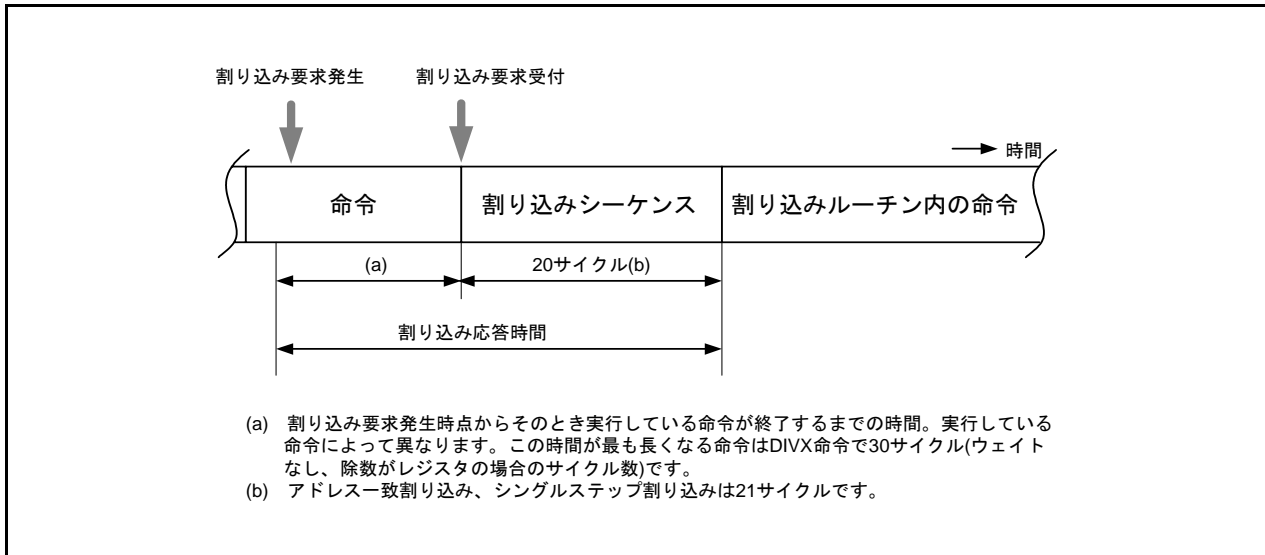 割り込み要求発生
割り込み要求受付
時間
命令
割り込みシーケンス
割り込みルーチン内の命令
(a)
20サイクル(b)
割り込み応答時間
(a) 割り込み要求発生時点からそのとき実行している命令が終了するまでの時間。実行している
命令によって異なります。この時間が最も長くなる命令はDIVX命令で30サイクル(ウェイト
なし、除数がレジスタの場合のサイクル数)です。
(b) アドレス一致割り込み、シングルステップ割り込みは21サイクルです。